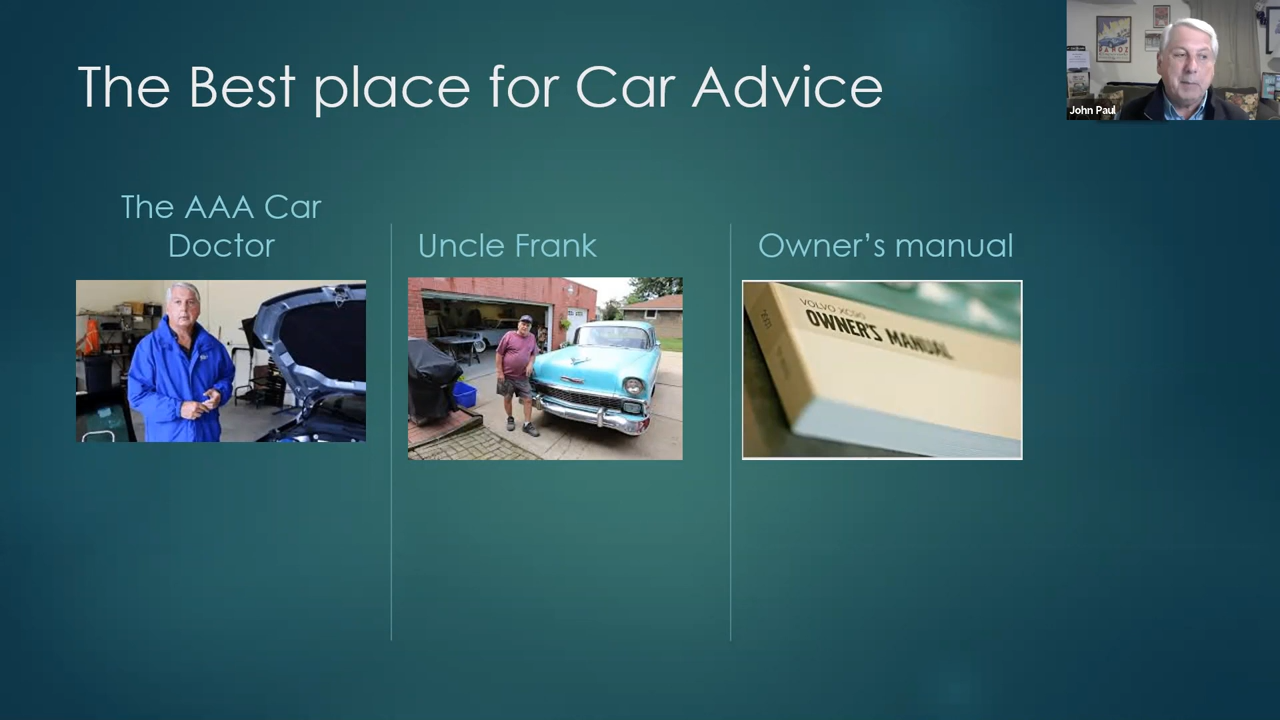 The Best place for Car Advice
John Paul
The AAA Car
Doctor
Uncle Frank
Owner's manual
VOLVO XC90
OWNER'S MANUAL